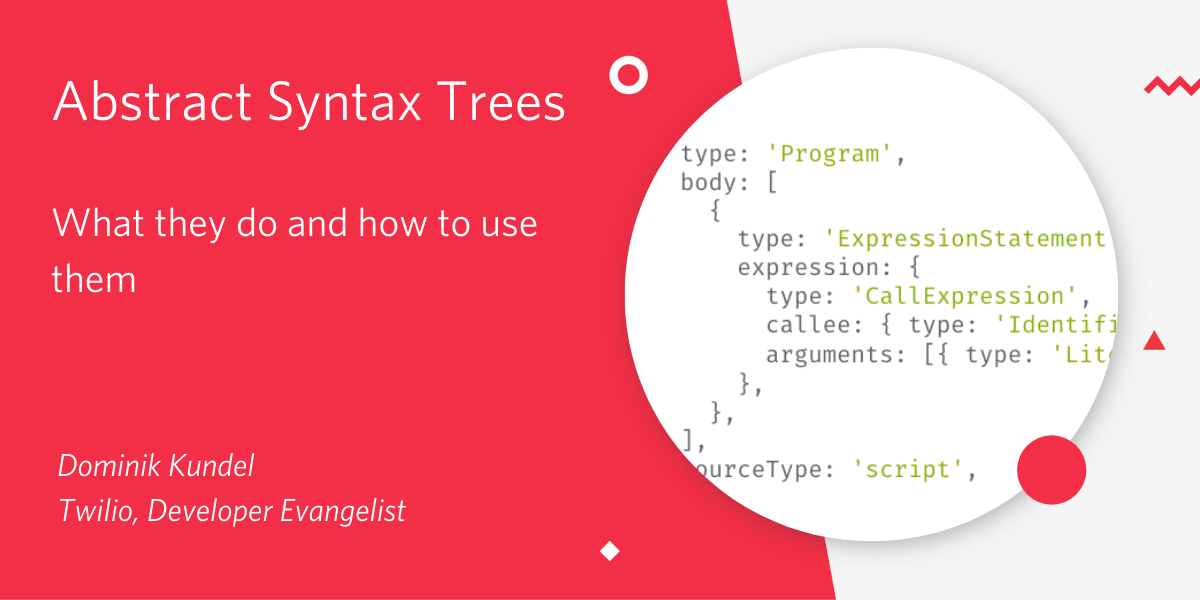 Abstract Syntax Trees
What they do and how to use
them
Dominik Kundel
Twilio, Developer Evangelist
type: 'Program',
body: [
{
type: 'ExpressionStatement
expression: {
type: 'CallExpression',
callee: { type: 'Identifi
arguments: [{ type: 'Lite
},
},
],
ourceType: 'script',